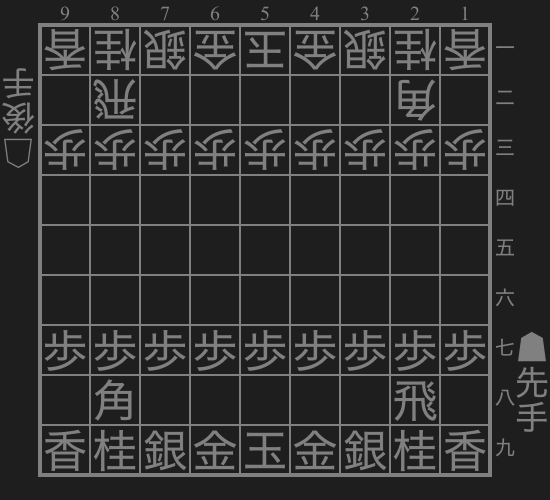 9 8 7 6 5 4 3 2 1
香 桂 銀 金 王 金 銀 桂 香 一
飛 角 二
歩 歩 歩 歩 歩 歩 歩 歩 歩 三
四
五
六
歩 歩 歩 歩 歩 歩 歩 歩 歩 七
角 飛 八
香 桂 銀 金 玉 金 銀 桂 香 九
後手
先手